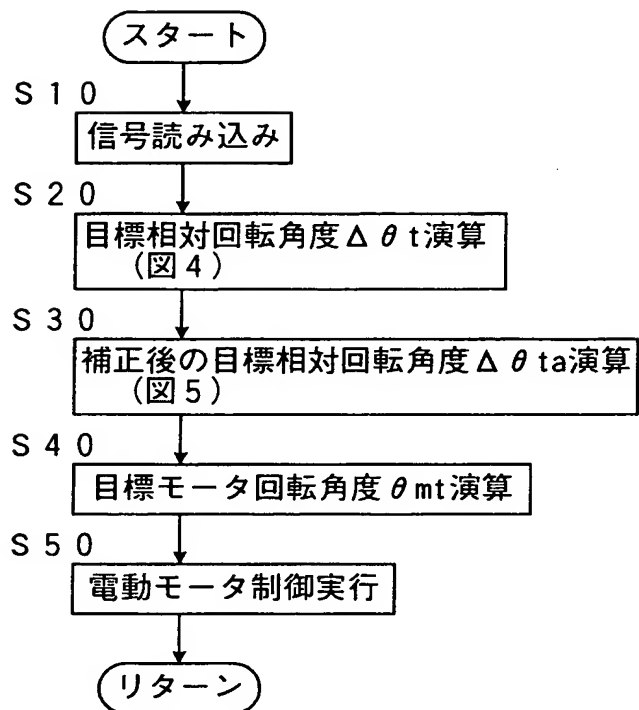 スタート
S10
信号読み込み
S20
目標相対回転角度Δθt演算
(図4)
S30
補正後の目標相対回転角度Δθta演算
(図5)
S40
目標モータ回転角度θmt演算
S50
電動モータ制御実行
リターン